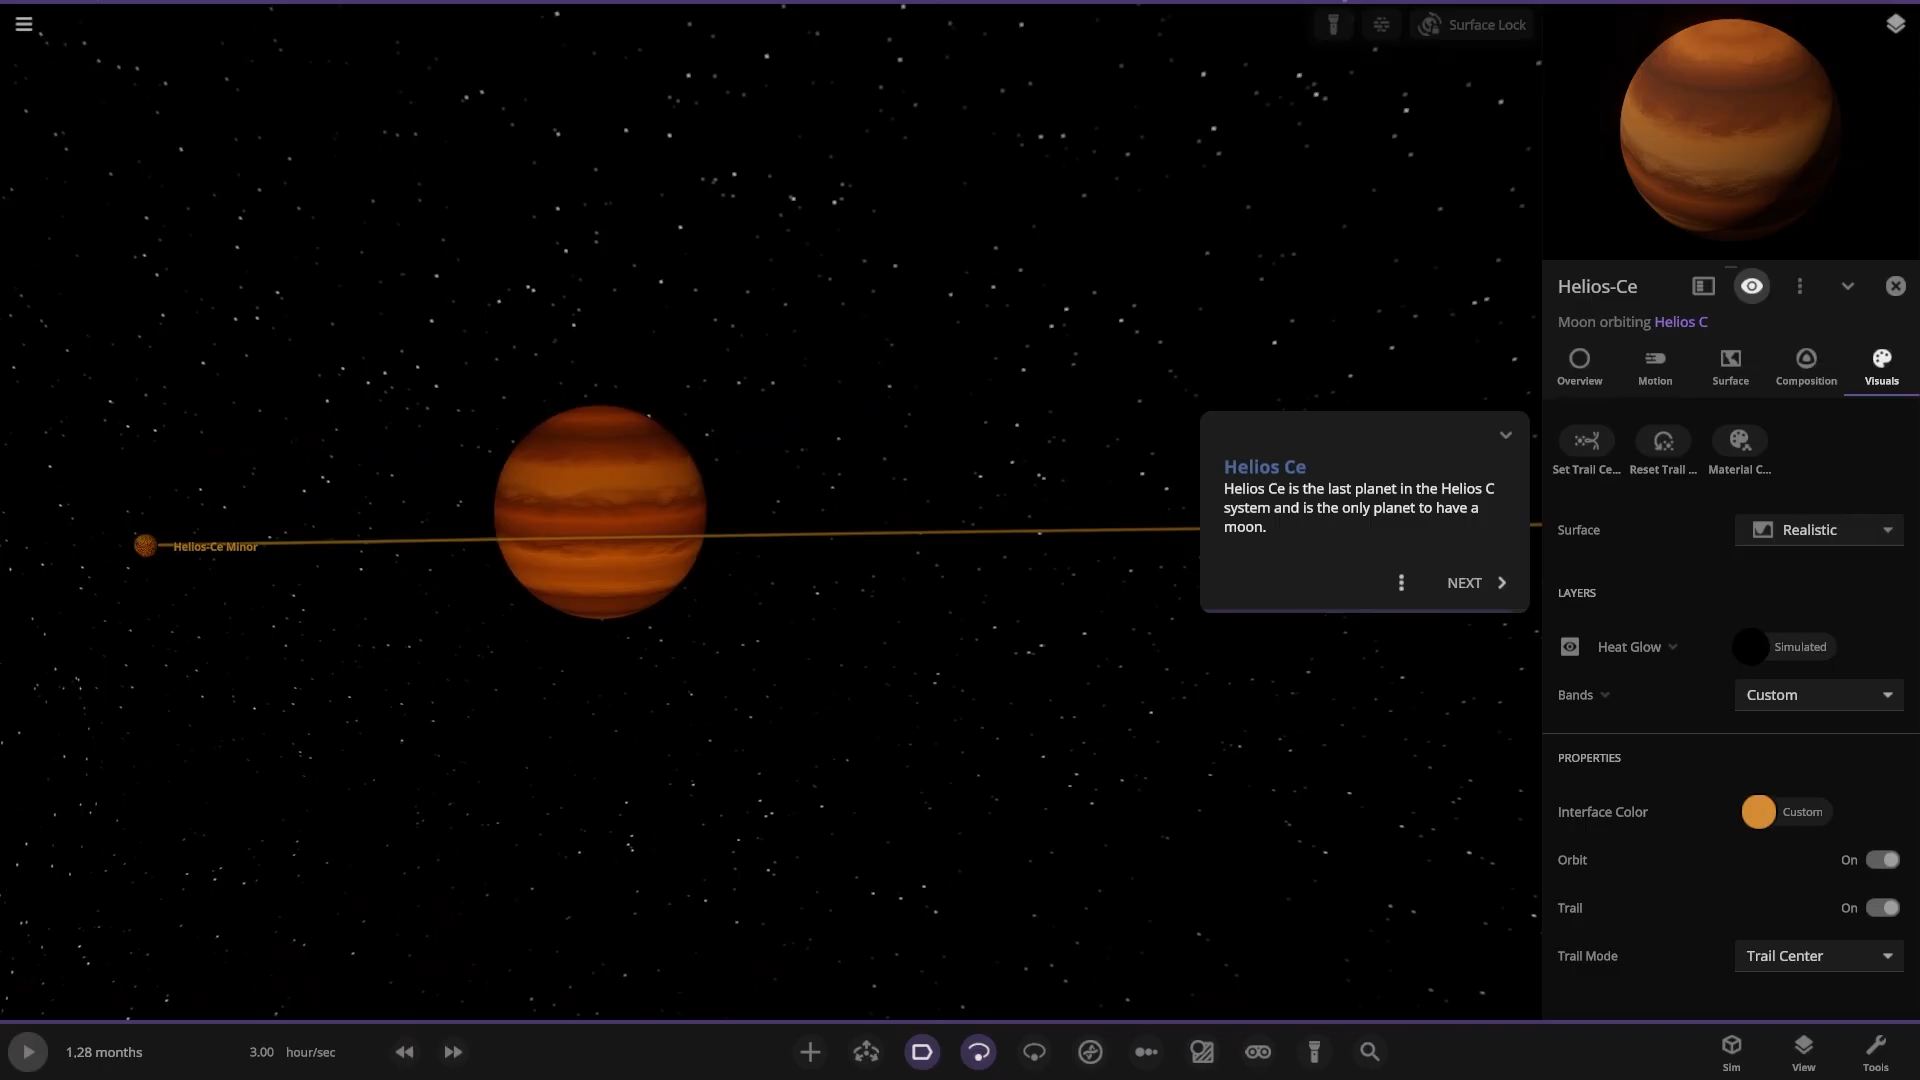 Surface Lock
Helios-Ce
Moon orbiting Helios C
Overview
Motion
Surface
Composition
Visuals
Set Trail Ce...
Reset Trail ...
Material C...
Surface
Realistic
LAYERS
Heat Glow
Simulated
Bands
Custom
PROPERTIES
Interface Color
Custom
Orbit
On
Trail
On
Trail Mode
Trail Center
Helios Ce
Helios Ce is the last planet in the Helios C
system and is the only planet to have a
moon.
NEXT
Helios-Ce Minor
1,28 months
3.00 hour/sec
Sim
View
Tools